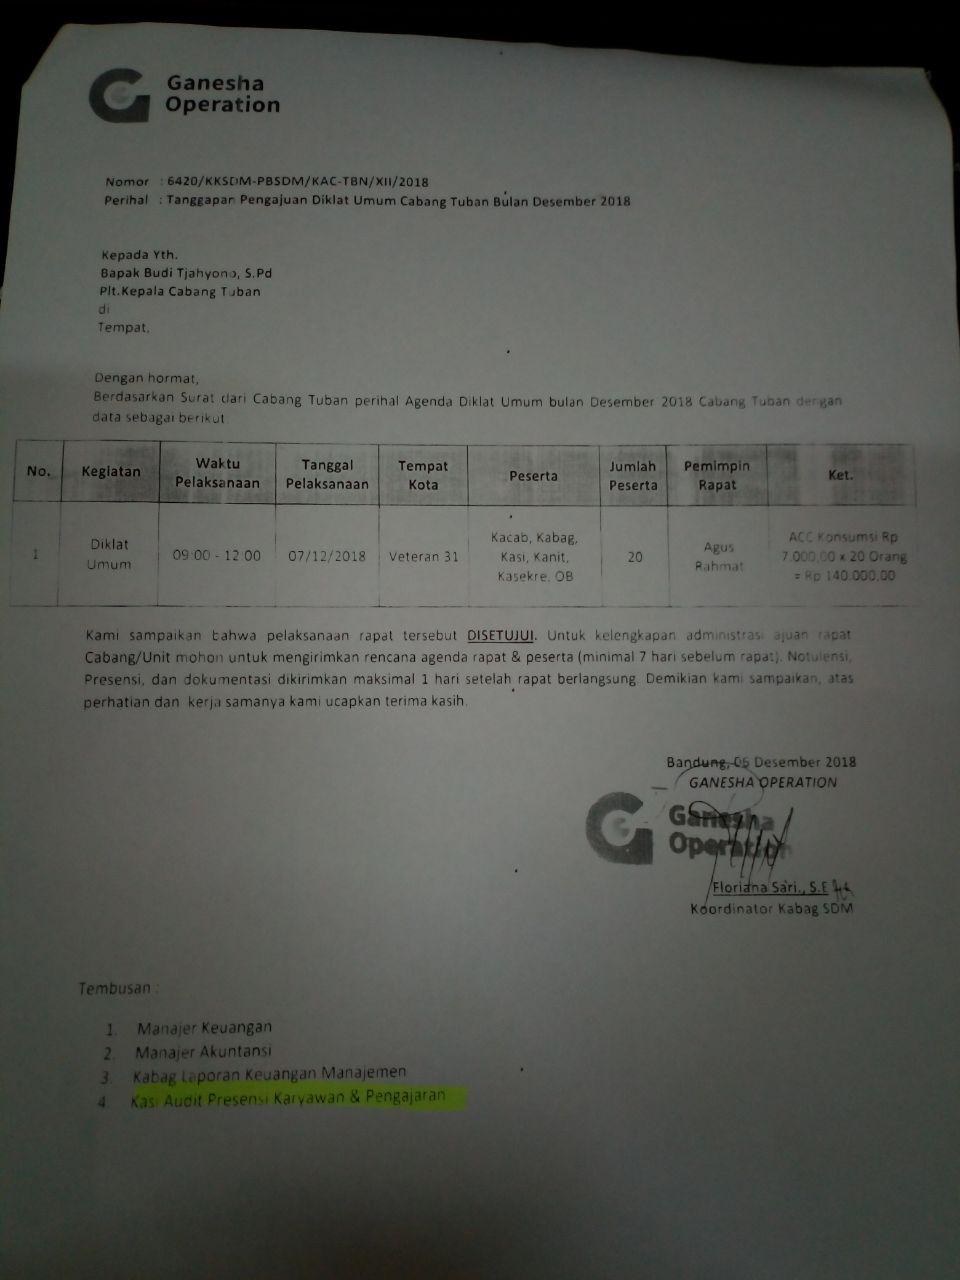 Ganesha
Operation
Nomor : 6420/KKSDM-PBSDM/KAC-TBN/XII/2018
Perihal : Tanggapan Pengajuan Diklat Umum Cabang Tuban Bulan Desember 2018
Kepada Yth.
Bapak Budi Tjahyono, S.Pd
Plt.Kepala Cabang Tuban
di
Tempat,
Dengan hormat,
Berdasarkan Surat dari Cabang Tuban perihal Agenda Diklat Umum bulan Desember 2018 Cabang Tuban dengan
data sebagai berikut
No. Kegiatan Waktu Pelaksanaan Tanggal Pelaksanaan Tempat Kota Peserta Jumlah Peserta Pemimpin Rapat Ket.
1 Diklat Umum 09:00 - 12:00 07/12/2018 Veteran 31 Kacab, Kabag, Kasi, Kanit, Kasekre, OB 20 Agus Rahmat ACC Konsumsi Rp 7.000,00 x 20 Orang = Rp 140.000,00
Kami sampaikan bahwa pelaksanaan rapat tersebut DISETUJUI. Untuk kelengkapan administrasi ajuan rapat
Cabang/Unit mohon untuk mengirimkan rencana agenda rapat & peserta (minimal 7 hari sebelum rapat). Notulensi,
Presensi, dan dokumentasi dikirimkan maksimal 1 hari setelah rapat berlangsung. Demikian kami sampaikan, atas
perhatian dan kerja samanya kami ucapkan terima kasih.
Bandung, 06 Desember 2018
GANESHA OPERATION
Ganesha
Operation
Floriana Sari., S.E
Koordinator Kabag SDM
Tembusan :
1. Manajer Keuangan
2. Manajer Akuntansi
3. Kabag Laporan Keuangan Manajemen
4. Kasi Audit Presensi Karyawan & Pengajaran